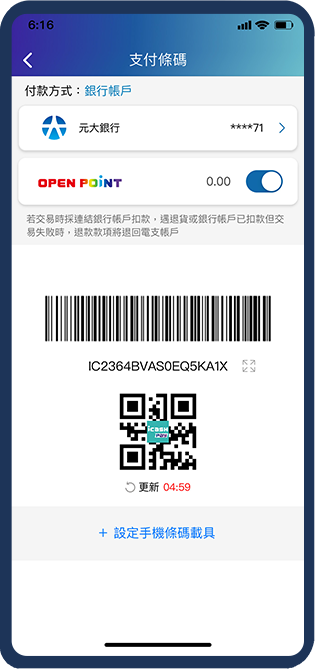 6:16
支付條碼
付款方式：銀行帳戶
元大銀行 ****71
OPEN POINT 0.00
若交易時採連結銀行帳戶扣款，遇退貨或銀行帳戶已扣款但交
易失敗時，退款款項將退回電支帳戶
IC2364BVAS0EQ5KA1X
icash
Pay
更新 04:59
+ 設定手機條碼載具